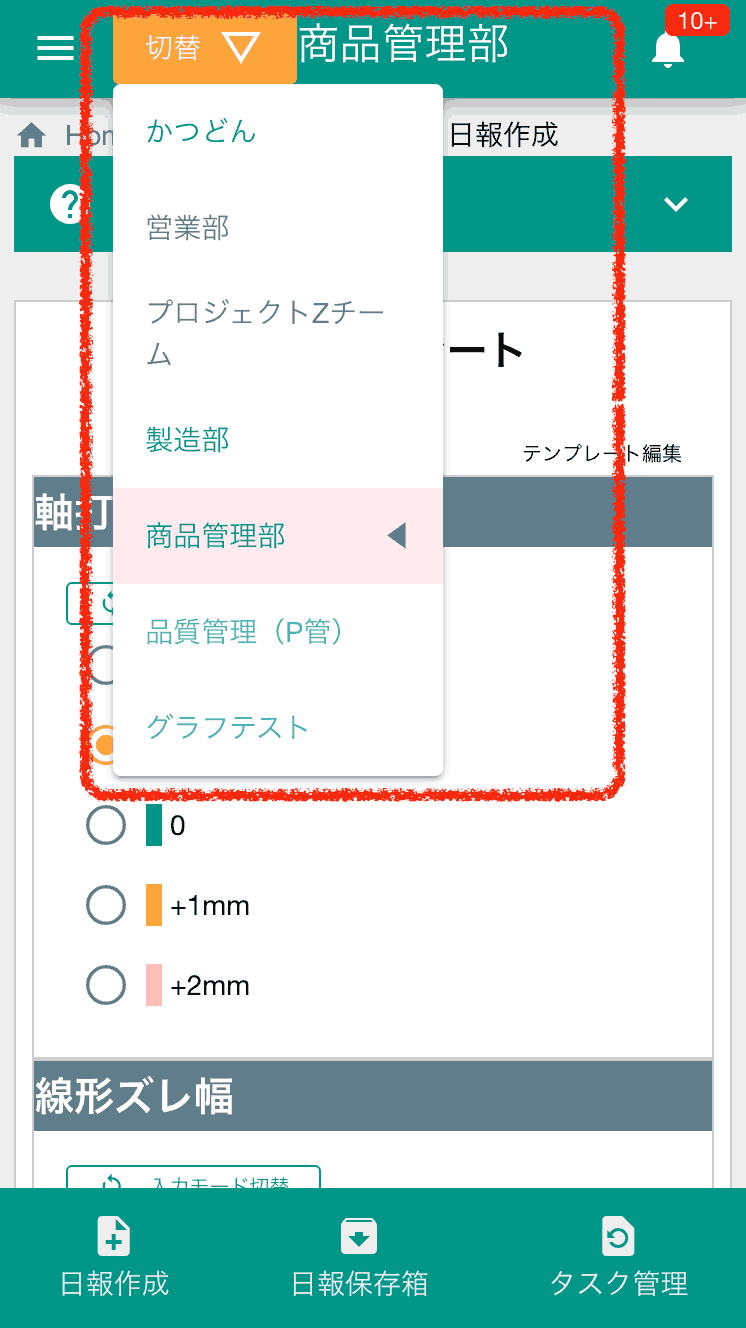 切替
商品管理部
10+
日報作成
かつどん
営業部
プロジェクトZチー
ム
製造部
商品管理部
品質管理（P管）
グラフテスト
ート
テンプレート編集
軸打
0
+1mm
+2mm
線形ズレ幅
入力モード切替
日報作成
日報保存箱
タスク管理